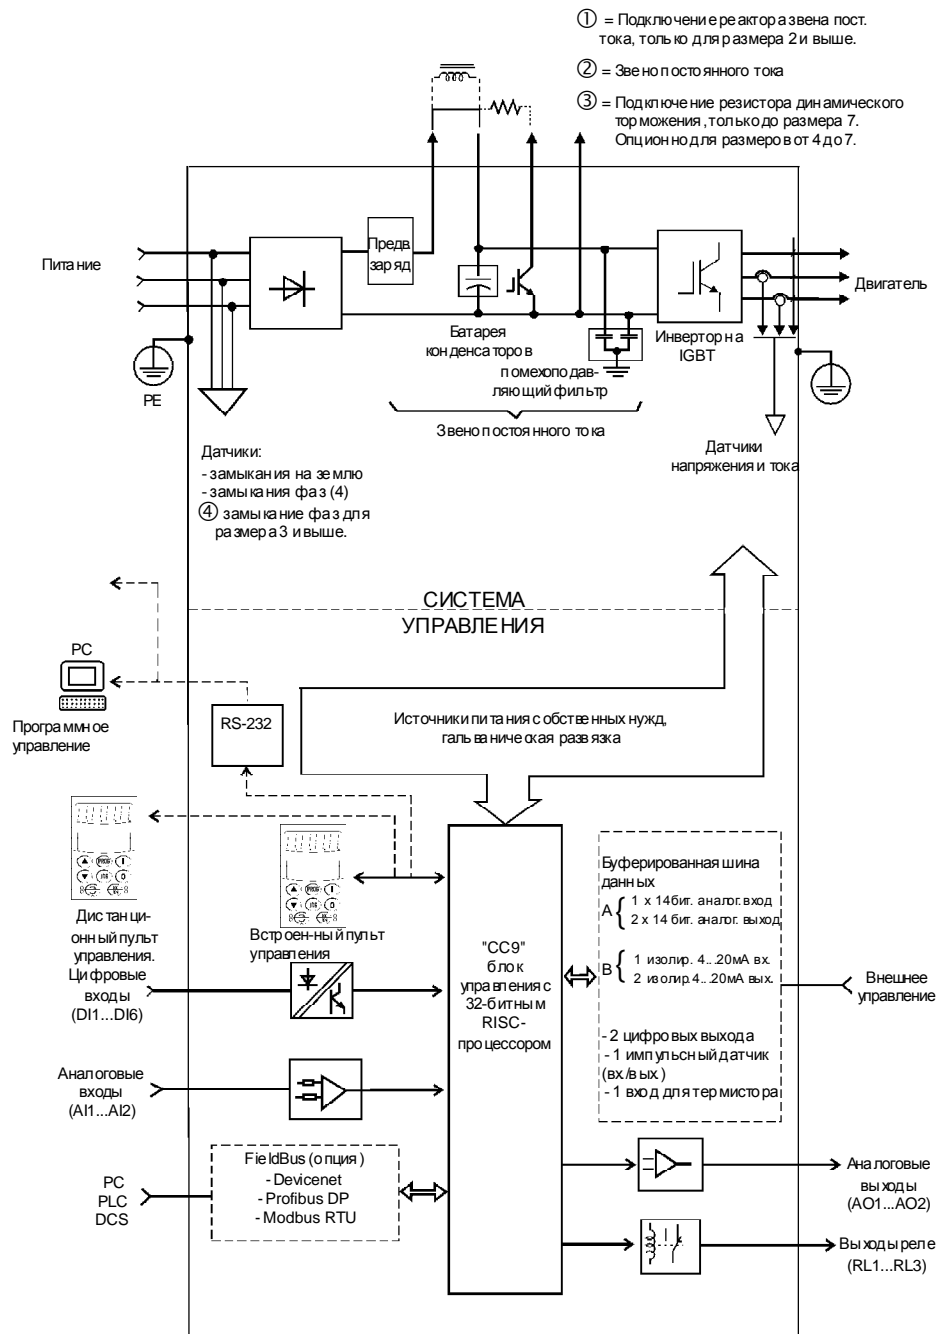 ① = Подключение реактора звена пост.
тока, только для размера 2 и выше.
② = Звено постоянного тока
③ = Подключение резистора динамического
торможения, только до размера 7.
Опционно для размеров от 4 до 7.
Предв.
заряд
Питание
Двигатель
Батарея
конденсаторов
Инвертор на
IGBT
помехоподав-
ляющий фильтр
PE
Звено постоянного тока
Датчики:
- замыкания на землю
- замыкания фаз (4)
④ замыкание фаз для
размера 3 и выше.
Датчики
напряжения и тока
СИСТЕМА
УПРАВЛЕНИЯ
PC
Программное
управление
RS-232
Источники питания собственных нужд,
гальваническая развязка
Дистанци-
онный пульт
управления.
Встроен-ный пульт
управления
Цифровые
входы
(DI1...DI6)
"CC9"
блок
управления с
32-битным
RISC-
процессором
Буферированная шина
данных
A { 1 x 14бит. аналог. вход
2 x 14 бит. аналог. выход
B { 1 изолир. 4...20мА вх.
2 изолир. 4...20мА вых.
- 2 цифровых выхода
- 1 импульсный датчик
(вх./вых.)
- 1 вход для термистора
Внешнее
управление
Аналоговые
входы
(AI1...AI2)
FieldBus (опция)
- Devicenet
- Profibus DP
- Modbus RTU
PC
PLC
DCS
Аналоговые
выходы
(AO1...AO2)
Выходы реле
(RL1...RL3)